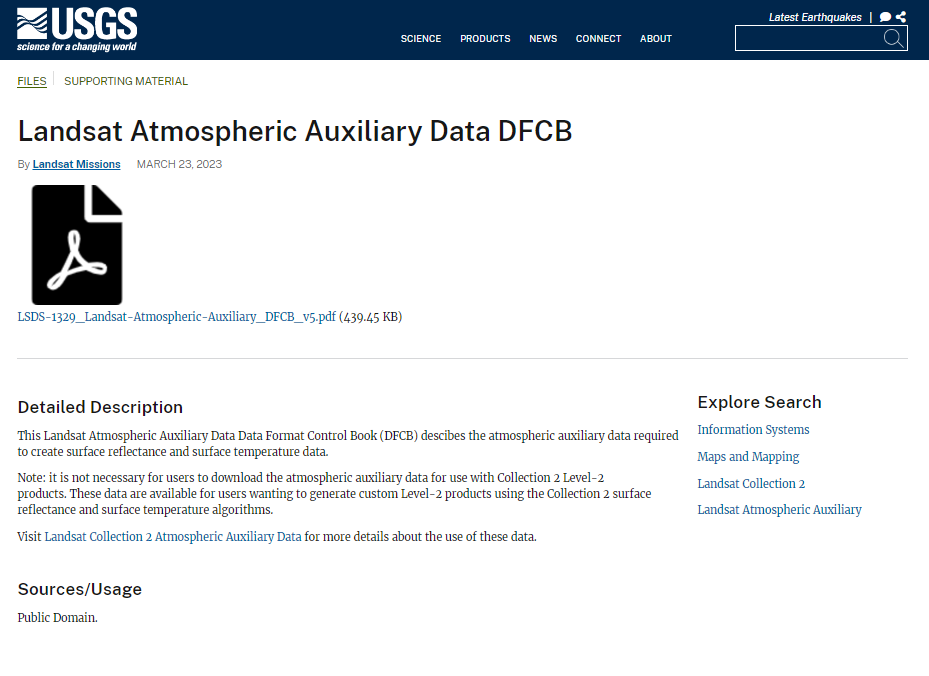 USGS
science for a changing world
Latest Earthquakes |
SCIENCE PRODUCTS NEWS CONNECT ABOUT
FILES SUPPORTING MATERIAL
Landsat Atmospheric Auxiliary Data DFCB
By Landsat Missions MARCH 23, 2023
LSDS-1329_Landsat-Atmospheric-Auxiliary_DFCB_v5.pdf (439.45 KB)
Detailed Description
This Landsat Atmospheric Auxiliary Data Data Format Control Book (DFCB) descibes the atmospheric auxiliary data required
to create surface reflectance and surface temperature data.
Note: it is not necessary for users to download the atmospheric auxiliary data for use with Collection 2 Level-2
products. These data are available for users wanting to generate custom Level-2 products using the Collection 2 surface
reflectance and surface temperature algorithms.
Visit Landsat Collection 2 Atmospheric Auxiliary Data for more details about the use of these data.
Sources/Usage
Public Domain.
Explore Search
Information Systems
Maps and Mapping
Landsat Collection 2
Landsat Atmospheric Auxiliary